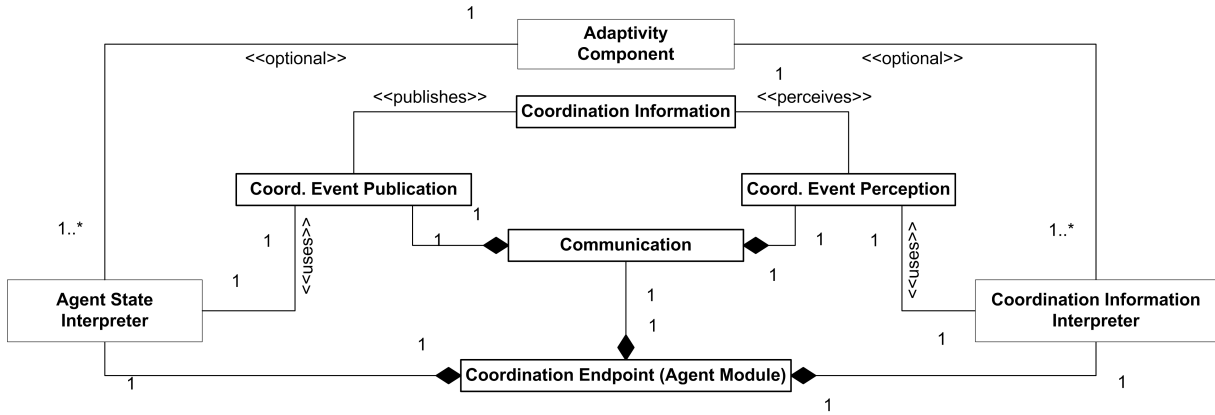 1
Adaptivity
Component
<<optional>>
<<optional>>
1
<<publishes>>
Coordination Information
<<perceives>>
Coord. Event Publication
Coord. Event Perception
1
1..*
1
1
<<uses>>
Communication
1
1
<<uses>>
1..*
1
1
1
Agent State
Interpreter
1
Coordination Information
Interpreter
1
1
1
Coordination Endpoint (Agent Module)
1
1
1